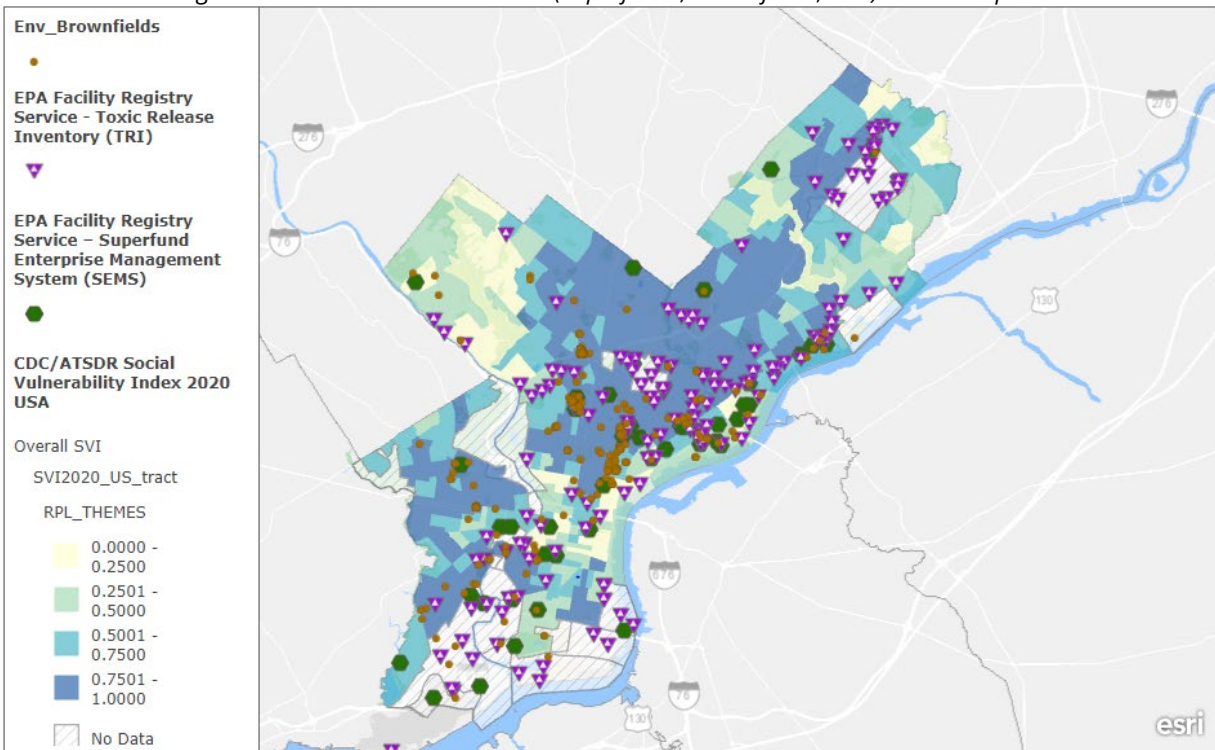 Env_Brownfields
EPA Facility Registry
Service - Toxic Release
Inventory (TRI)
EPA Facility Registry
Service – Superfund
Enterprise Management
System (SEMS)
CDC/ATSDR Social
Vulnerability Index 2020
USA
Overall SVI
SVI2020_US_tract
RPL_THEMES
0.0000 -
0.2500
0.2501 -
0.5000
0.5001 -
0.7500
0.7501 -
1.0000
No Data
276
276
76
130
676
76
130
esri